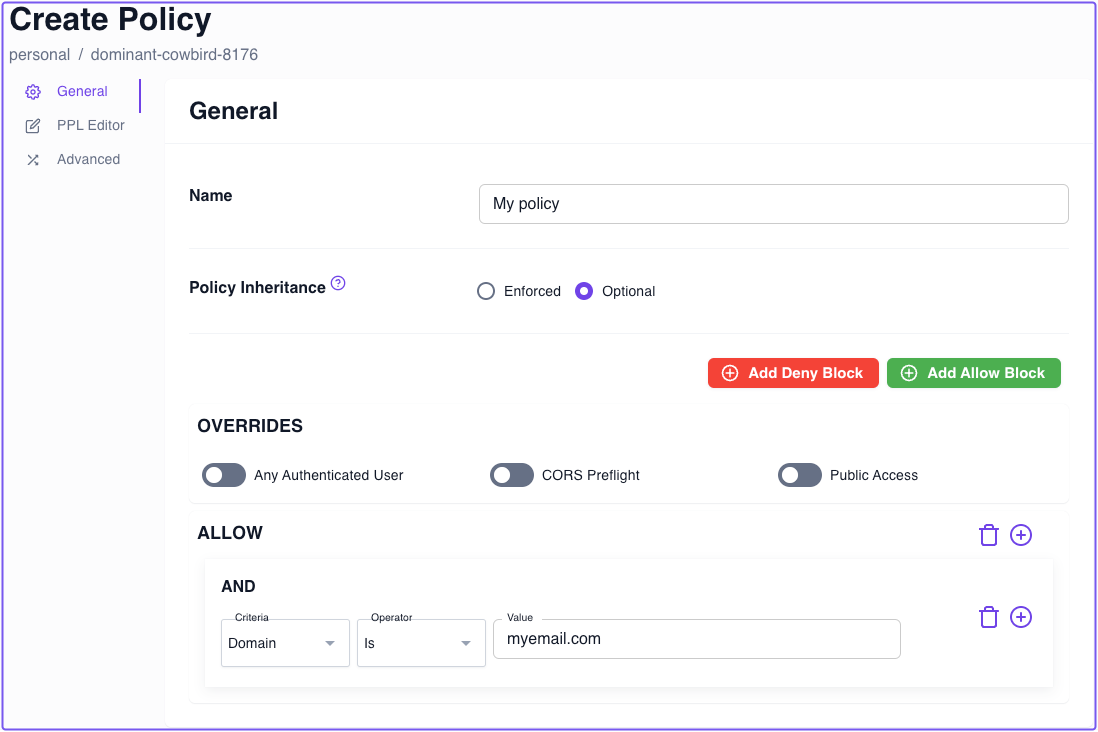 Create Policy
personal / dominant-cowbird-8176
General
PPL Editor
Advanced
General
Name
My policy
Policy Inheritance ?
Enforced
Optional
Add Deny Block
Add Allow Block
OVERRIDES
Any Authenticated User
CORS Preflight
Public Access
ALLOW
AND
Criteria
Operator
Value
Domain
Is
myemail.com